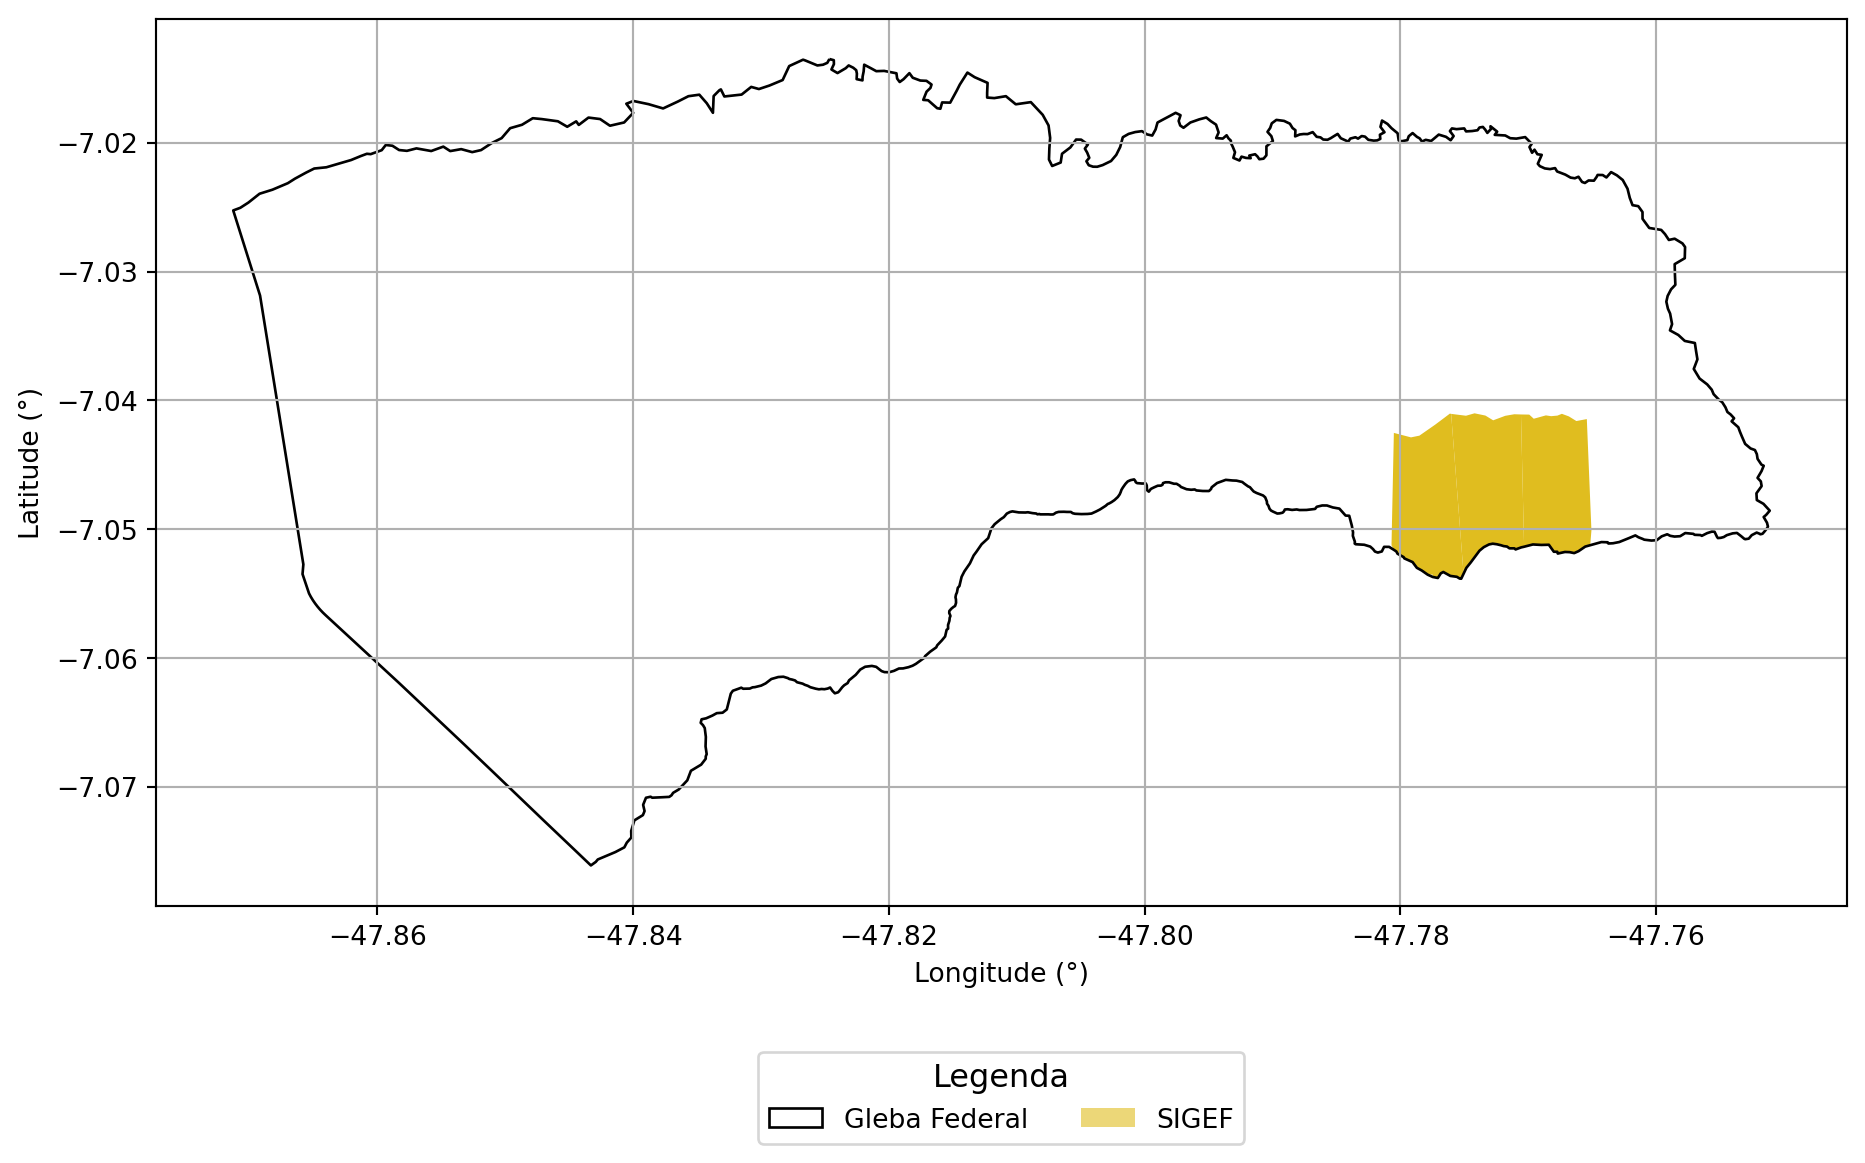 −7.02
−7.03
−7.04
−7.05
−7.06
−7.07
Latitude (°)
−47.86 −47.84 −47.82 −47.80 −47.78 −47.76
Longitude (°)
Legenda
Gleba Federal SIGEF